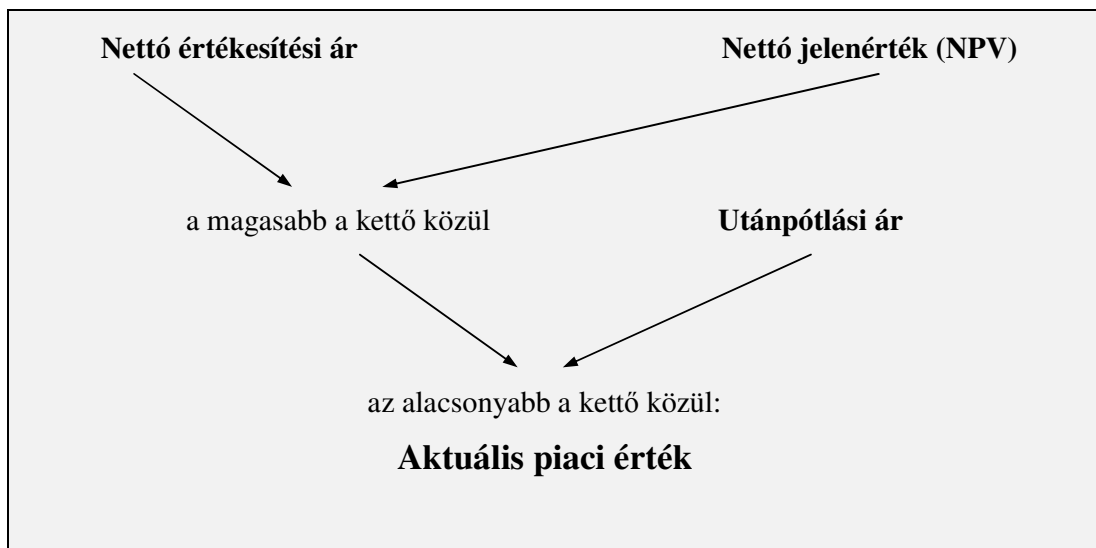 Nettó értékesítési ár
Nettó jelenérték (NPV)
a magasabb a kettő közül
Utánpótlási ár
az alacsonyabb a kettő közül:
Aktuális piaci érték